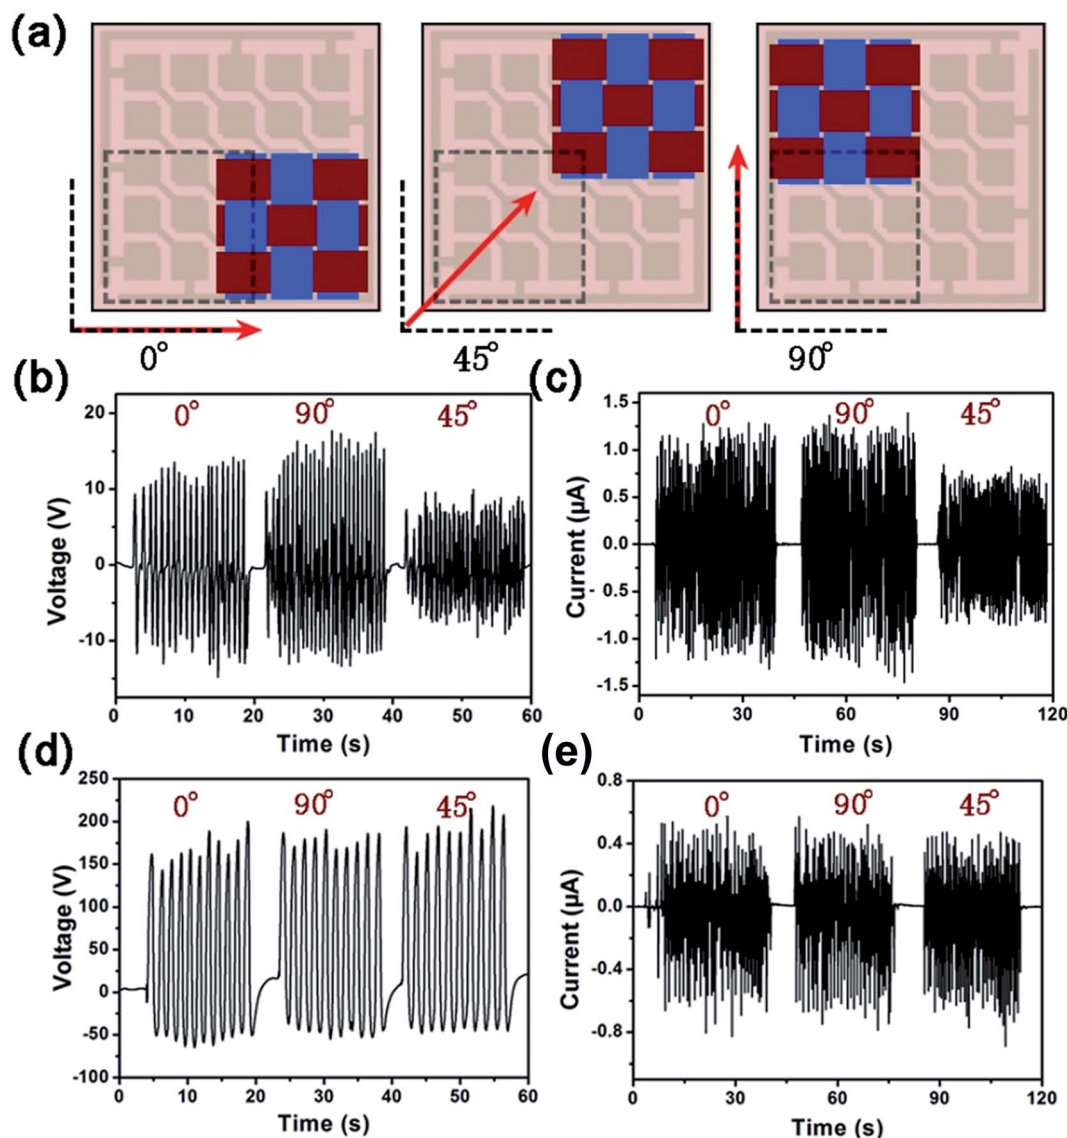 (a)
0° 45° 90°
(b)
0° 90° 45°
Voltage (V)
20
10
0
-10
0 10 20 30 40 50 60
Time (s)
(c)
0° 90° 45°
Current (μA)
1.5
1.0
0.5
0.0
-0.5
-1.0
-1.5
0 30 60 90 120
Time (s)
(d)
0° 90° 45°
Voltage (V)
250
200
150
100
50
0
-50
-100
0 10 20 30 40 50 60
Time (s)
(e)
0° 90° 45°
Current (μA)
0.8
0.4
0.0
-0.4
-0.8
0 30 60 90 120
Time (s)